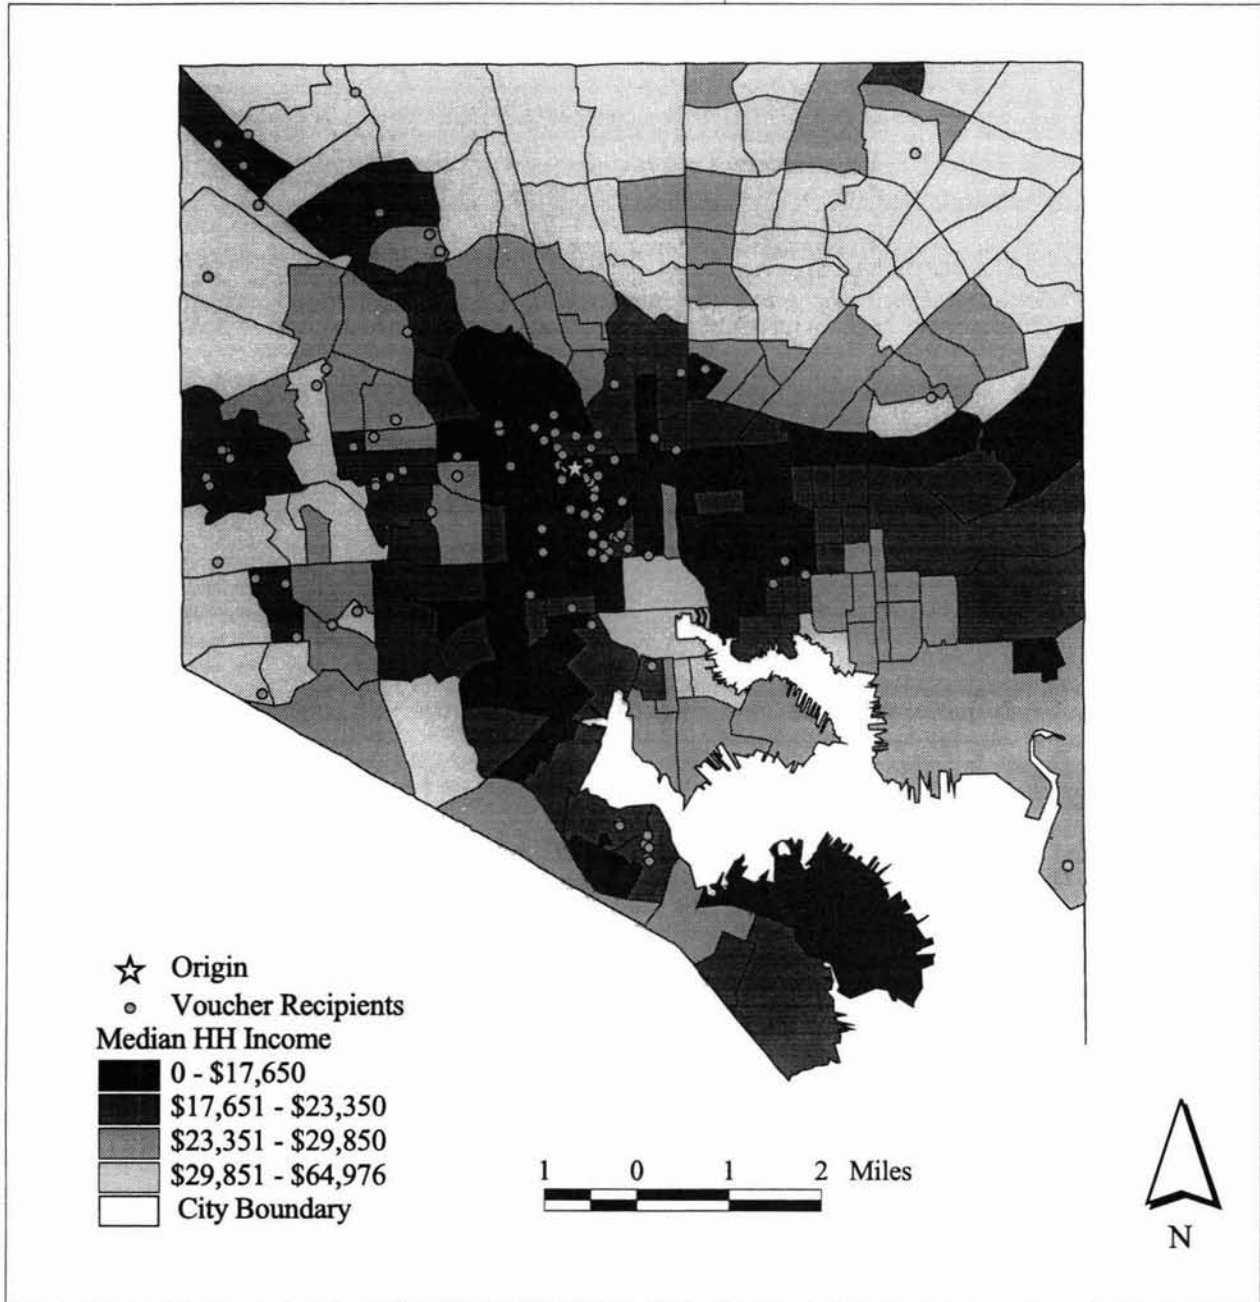 Origin
Voucher Recipients
Median HH Income
0 - $17,650
$17,651 - $23,350
$23,351 - $29,850
$29,851 - $64,976
City Boundary
1 0 1 2 Miles
N